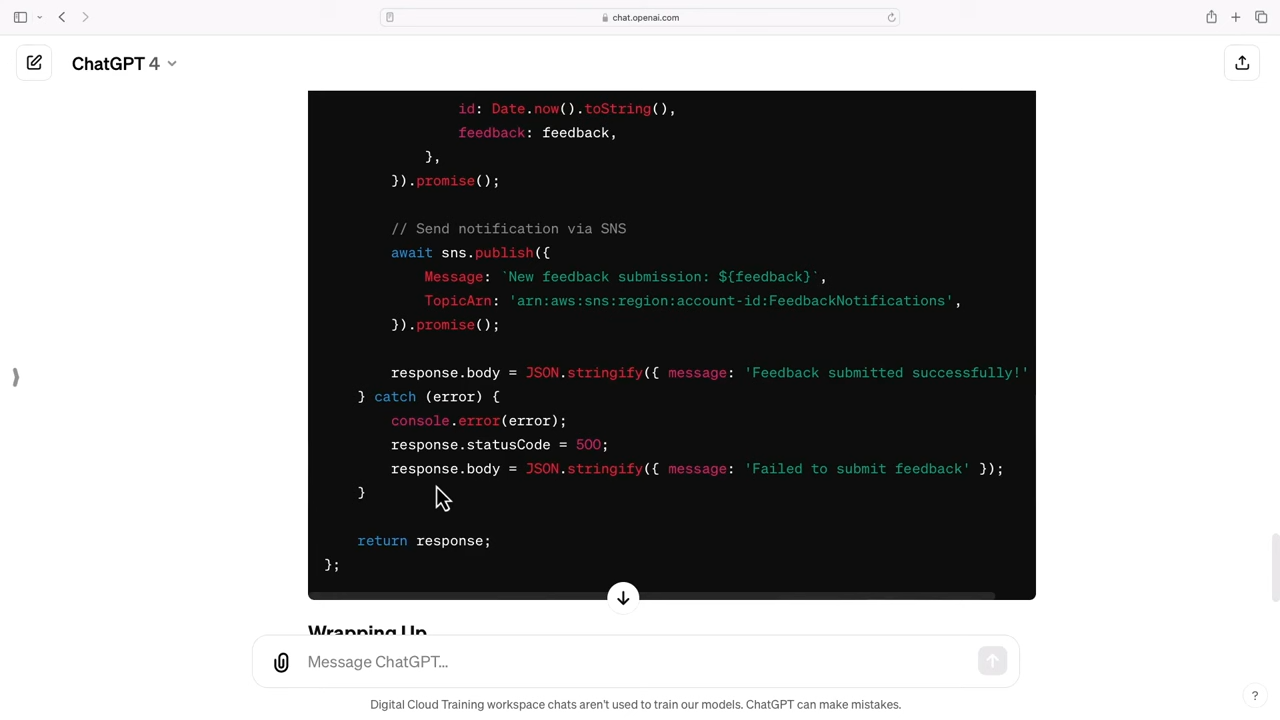 chat.openai.com
ChatGPT 4
id: Date.now().toString(),
feedback: feedback,
},
}).promise();
// Send notification via SNS
await sns.publish({
Message: `New feedback submission: ${feedback}`,
TopicArn: 'arn:aws:sns:region:account-id:FeedbackNotifications',
}).promise();
response.body = JSON.stringify({ message: 'Feedback submitted successfully!'
} catch (error) {
console.error(error);
response.statusCode = 500;
response.body = JSON.stringify({ message: 'Failed to submit feedback' });
}
return response;
};
Wrapping Up
Message ChatGPT...
Digital Cloud Training workspace chats aren't used to train our models. ChatGPT can make mistakes.
?